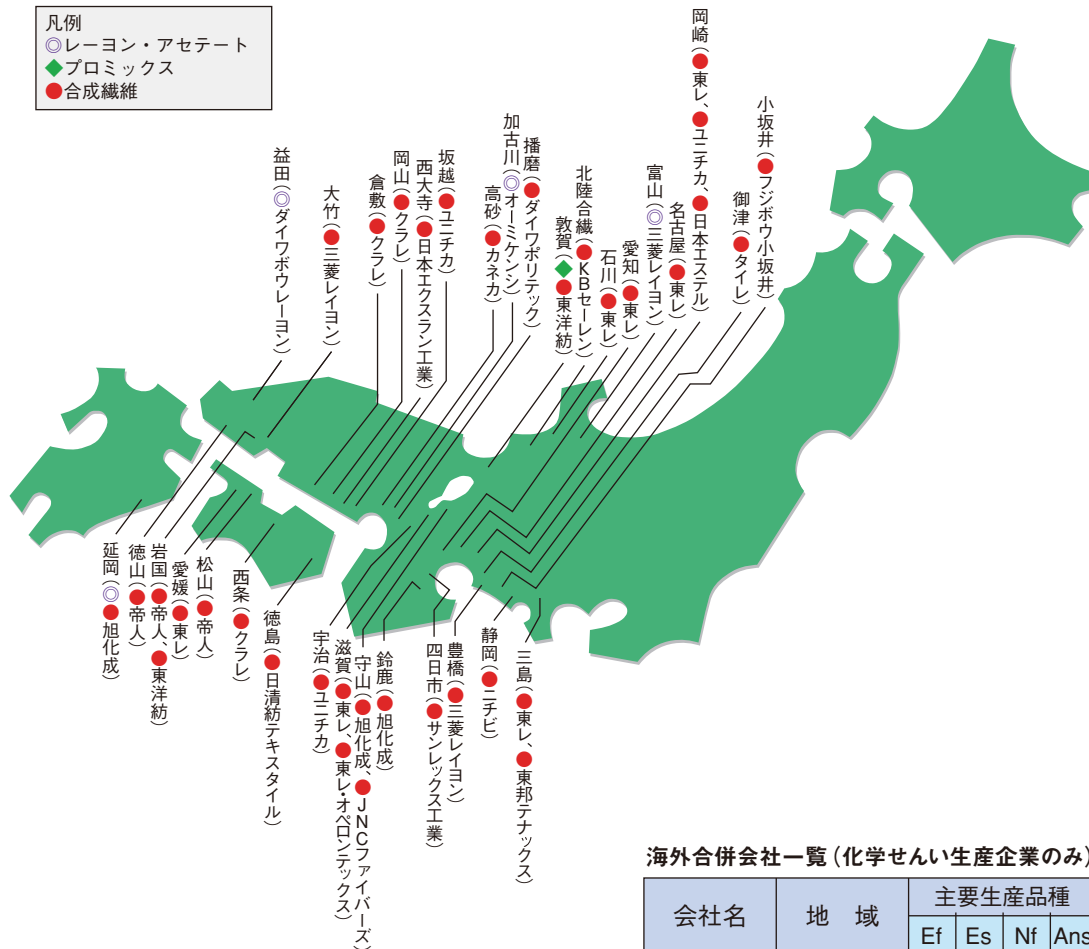 凡例
◎レーヨン・アセテート
◆プロミックス
●合成繊維
益田(◎ダイワボウレーヨン)
大竹(●三菱レイヨン)
倉敷(●クラレ)
岡山(●クラレ)
西大寺(●日本エクスラン工業)
坂越(●ユニチカ)
高砂(●カネカ)
加古川(◎オーミケンシ)
播磨(●ダイワポリテック)
敦賀(◆●東洋紡)
北陸合繊(●KBセーレン)
石川(●東レ)
愛知(●東レ)
富山(◎三菱レイヨン)
名古屋(●東レ)
岡崎(●東レ、●ユニチカ、●日本エステル)
御津(●タイレ)
小坂井(●フジボウ小坂井)
延岡(◎●旭化成)
徳山(●帝人)
岩国(●帝人、●東洋紡)
愛媛(●東レ)
松山(●帝人)
西条(●クラレ)
徳島(●日清紡テキスタイル)
宇治(●ユニチカ)
滋賀(●東レ、●東レ・オペロンテックス)
守山(●旭化成、●JNCファイバーズ)
鈴鹿(●旭化成)
四日市(●サンレックス工業)
豊橋(●三菱レイヨン)
静岡(●ニチビ)
三島(●東レ、●東邦テナックス)
海外合併会社一覧(化学せんい生産企業のみ)
会社名 地域 主要生産品種
Ef Es Nf Ans